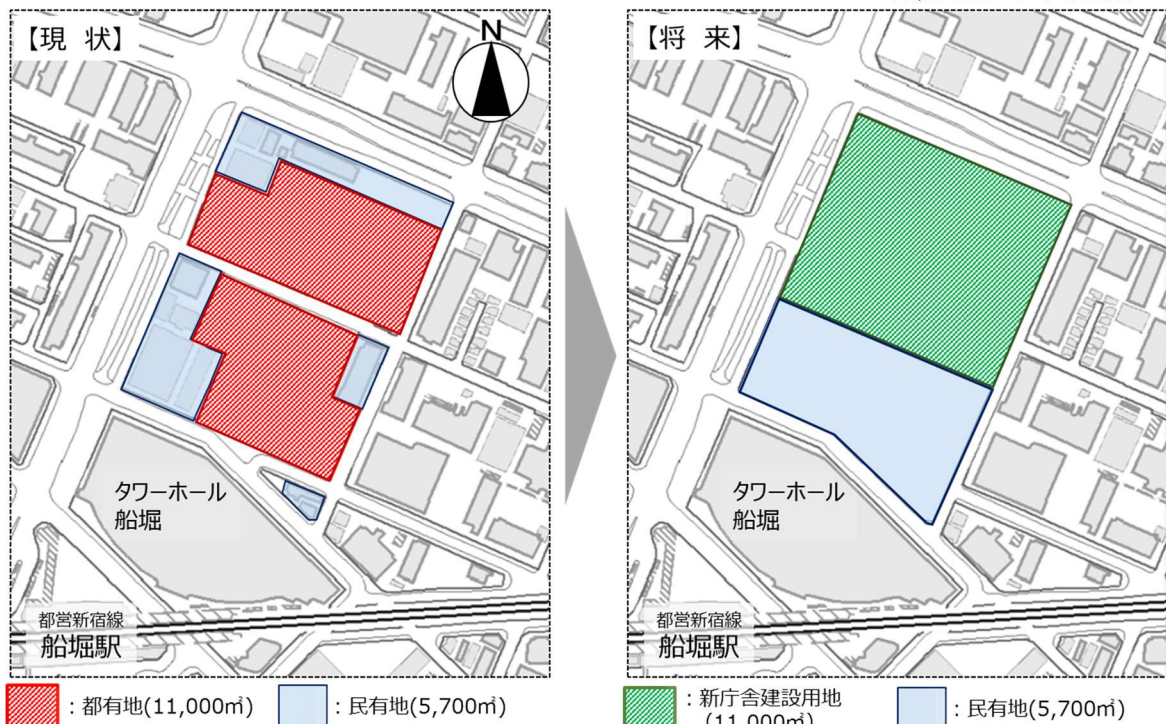 【現 状】
N
タワーホール
船堀
都営新宿線
船堀駅
：都有地(11,000㎡)
：民有地(5,700㎡)
【将 来】
タワーホール
船堀
都営新宿線
船堀駅
：新庁舎建設用地
(11,000㎡)
：民有地(5,700㎡)